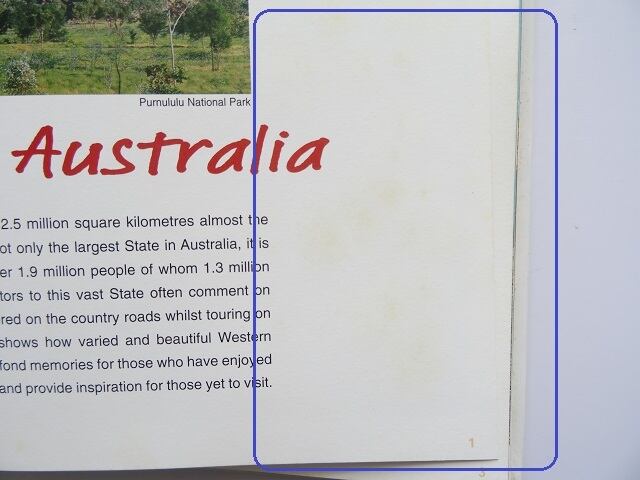 Purnululu National Park
Australia
2.5 million square kilometres almost the
ot only the largest State in Australia, it is
er 1.9 million people of whom 1.3 million
tors to this vast State often comment on
red on the country roads whilst touring on
shows how varied and beautiful Western
fond memories for those who have enjoyed
and provide inspiration for those yet to visit.
1
3